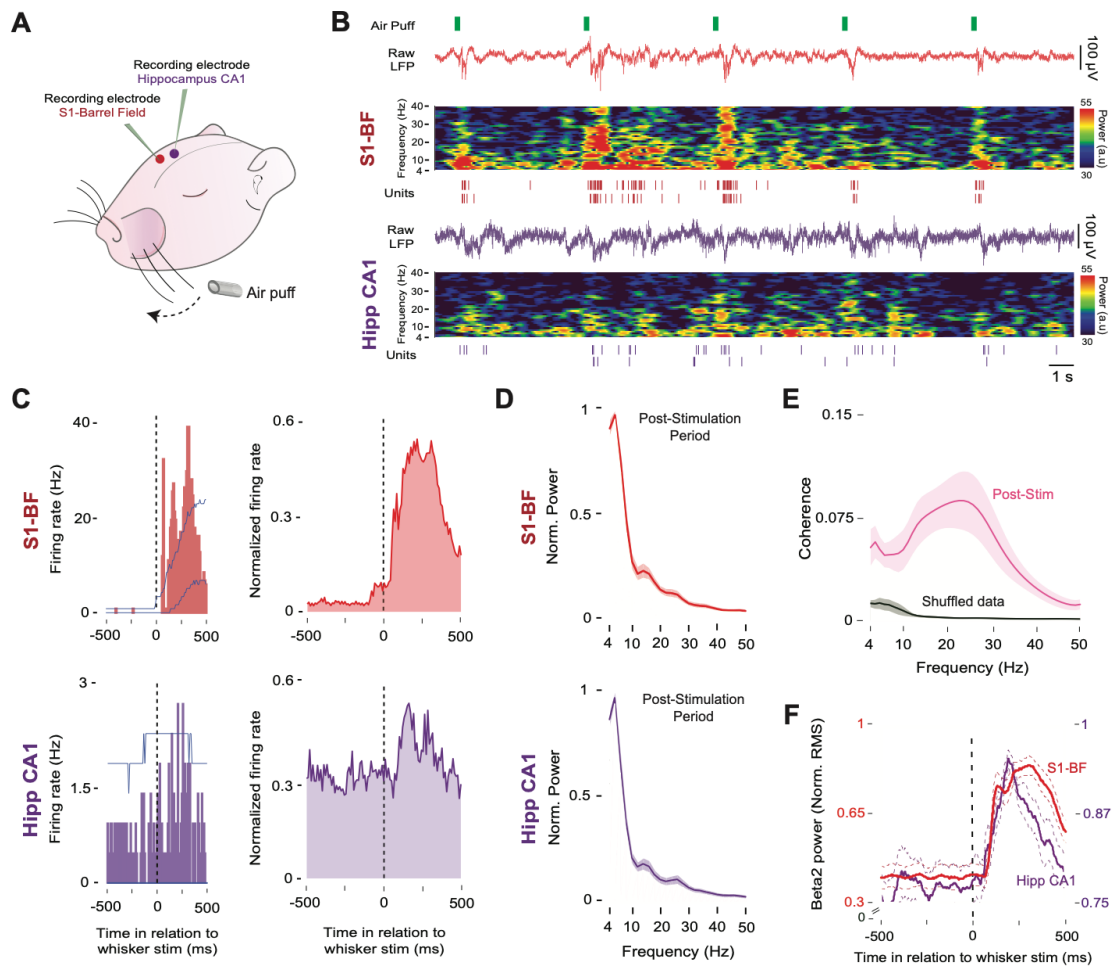 A
Recording electrode
Hippocampus CA1
Recording electrode
S1-Barrel Field
Air puff
B
Air Puff
Raw
LFP
100 µV
S1-BF
Frequency (Hz)
40
30
20
10
4
55
Power (a.u)
30
Units
Raw
LFP
100 µV
Hipp CA1
Frequency (Hz)
40
30
20
10
4
55
Power (a.u)
30
Units
1 s
C
S1-BF
Firing rate (Hz)
40
20
0
-500
0
500
Normalized firing rate
0.6
0.3
0
-500
0
500
Hipp CA1
Firing rate (Hz)
3
1.5
0
-500
0
500
Time in relation to
whisker stim (ms)
Normalized firing rate
0.6
0.3
0
-500
0
500
Time in relation to
whisker stim (ms)
D
S1-BF
Norm. Power
1
0.5
0
Post-Stimulation
Period
4
10
20
30
40
50
Hipp CA1
Norm. Power
1
0.5
0
Post-Stimulation
Period
4
10
20
30
40
50
Frequency (Hz)
E
Coherence
0.15
0.075
0
Post-Stim
Shuffled data
4
10
20
30
40
50
Frequency (Hz)
F
Beta2 power (Norm. RMS)
1
0.65
0.3
0
1
0.87
0.75
S1-BF
Hipp CA1
-500
0
500
Time in relation to whisker stim (ms)